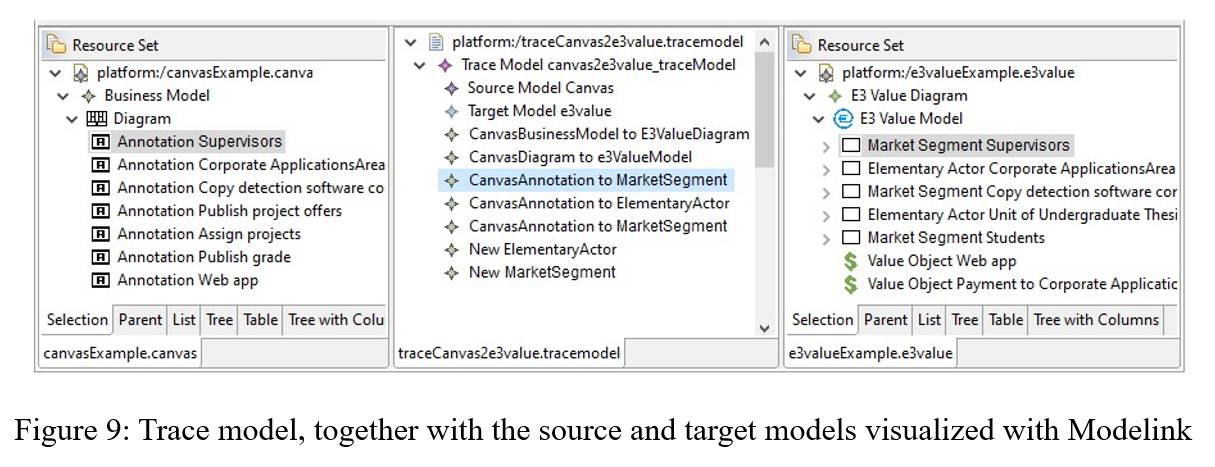 Resource Set
platform:/canvasExample.canva
Business Model
Diagram
Annotation Supervisors
Annotation Corporate ApplicationsArea
Annotation Copy detection software co
Annotation Publish project offers
Annotation Assign projects
Annotation Publish grade
Annotation Web app
Selection Parent List Tree Table Tree with Colu
canvasExample.canvas
platform:/traceCanvas2e3value.tracemodel
Trace Model canvas2e3value_traceModel
Source Model Canvas
Target Model e3value
CanvasBusinessModel to E3ValueDiagram
CanvasDiagram to e3ValueModel
CanvasAnnotation to MarketSegment
CanvasAnnotation to ElementaryActor
CanvasAnnotation to MarketSegment
New ElementaryActor
New MarketSegment
traceCanvas2e3value.tracemodel
Resource Set
platform:/e3valueExample.e3value
E3 Value Diagram
E3 Value Model
Market Segment Supervisors
Elementary Actor Corporate ApplicationsArea
Market Segment Copy detection software cor
Elementary Actor Unit of Undergraduate Thesi
Market Segment Students
Value Object Web app
Value Object Payment to Corporate Applicatic
Selection Parent List Tree Table Tree with Columns
e3valueExample.e3value
Figure 9: Trace model, together with the source and target models visualized with Modelink